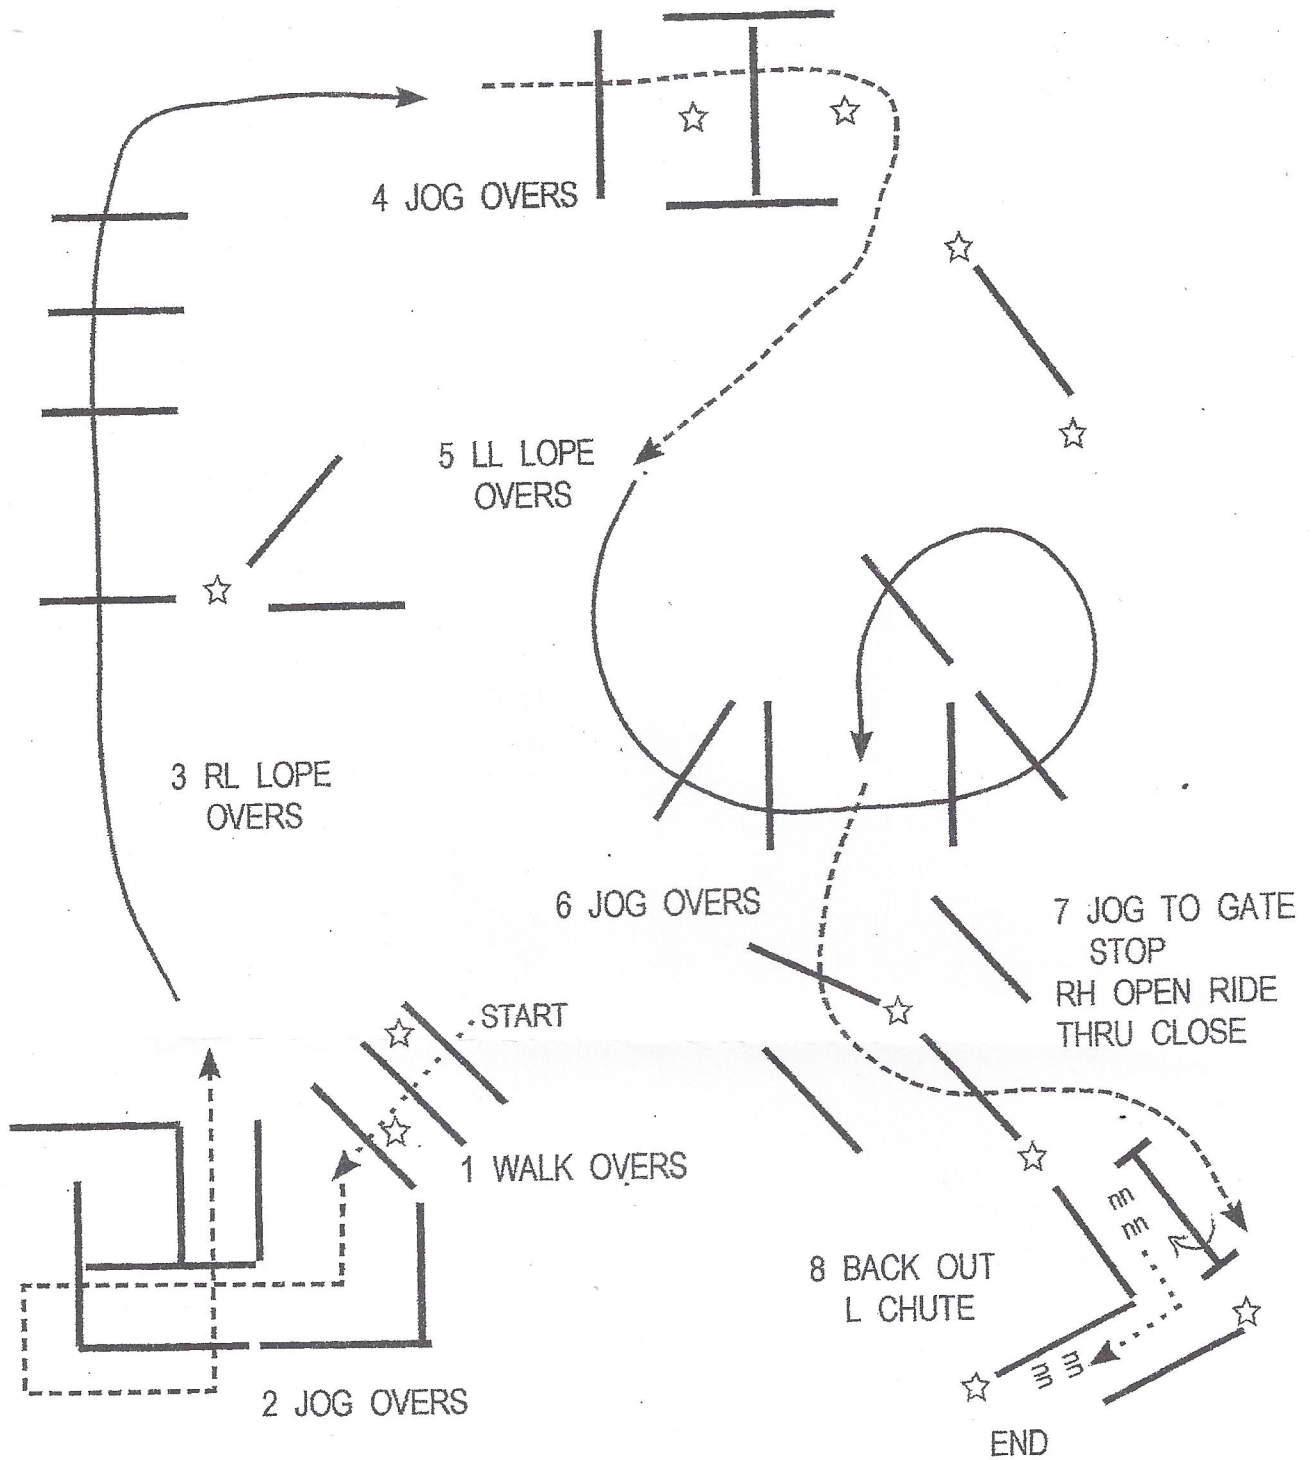 4 JOG OVERS
5 LL LOPE
OVERS
3 RL LOPE
OVERS
6 JOG OVERS
7 JOG TO GATE
STOP
RH OPEN RIDE
THRU CLOSE
START
1 WALK OVERS
8 BACK OUT
L CHUTE
2 JOG OVERS
END